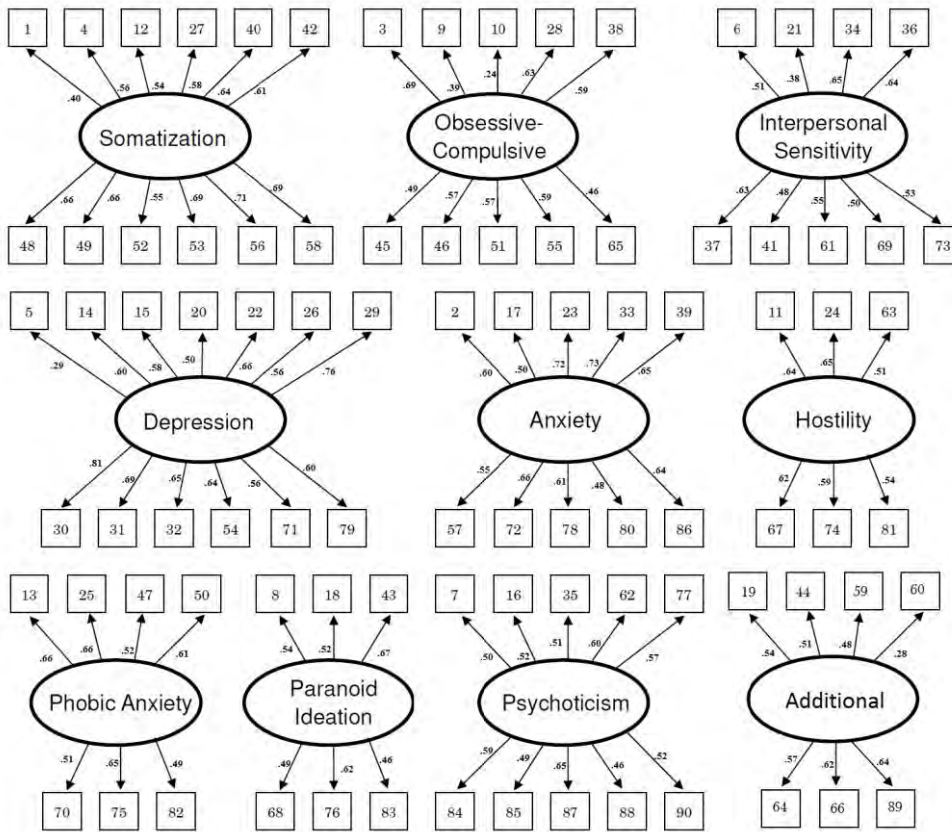 1 4 12 27 40 42
.40 .56 .54 .58 .64 .61
Somatization
.66 .66 .55 .69 .71 .69
48 49 52 53 56 58
3 9 10 28 38
.69 .39 .24 .63 .59
Obsessive-
Compulsive
.49 .57 .57 .59 .46
45 46 51 55 65
6 21 34 36
.51 .38 .65 .64
Interpersonal
Sensitivity
.63 .48 .55 .50 .53
37 41 61 69 73
5 14 15 20 22 26 29
.29 .60 .58 .50 .66 .56 .76
Depression
.81 .69 .65 .64 .56 .60
30 31 32 54 71 79
2 17 23 33 39
.60 .50 .72 .73 .65
Anxiety
.55 .66 .61 .48 .64
57 72 78 80 86
11 24 63
.64 .65 .51
Hostility
62 .59 .54
67 74 81
13 25 47 50
.66 .66 .52 .61
Phobic Anxiety
.51 .65 .49
70 75 82
8 18 43
.54 .52 .67
Paranoid
Ideation
.49 .62 .46
68 76 83
7 16 35 62 77
.50 .52 .51 .60 .57
Psychoticism
.59 .49 .65 .46 .52
84 85 87 88 90
19 44 59 60
.54 .51 .48 .28
Additional
.57 .62 .64
64 66 89